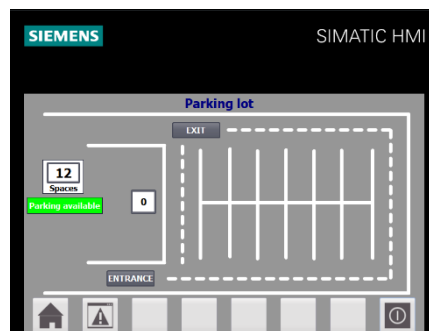 SIEMENS
SIMATIC HMI
Parking lot
EXIT
12
Spaces
Parking available
0
ENTRANCE